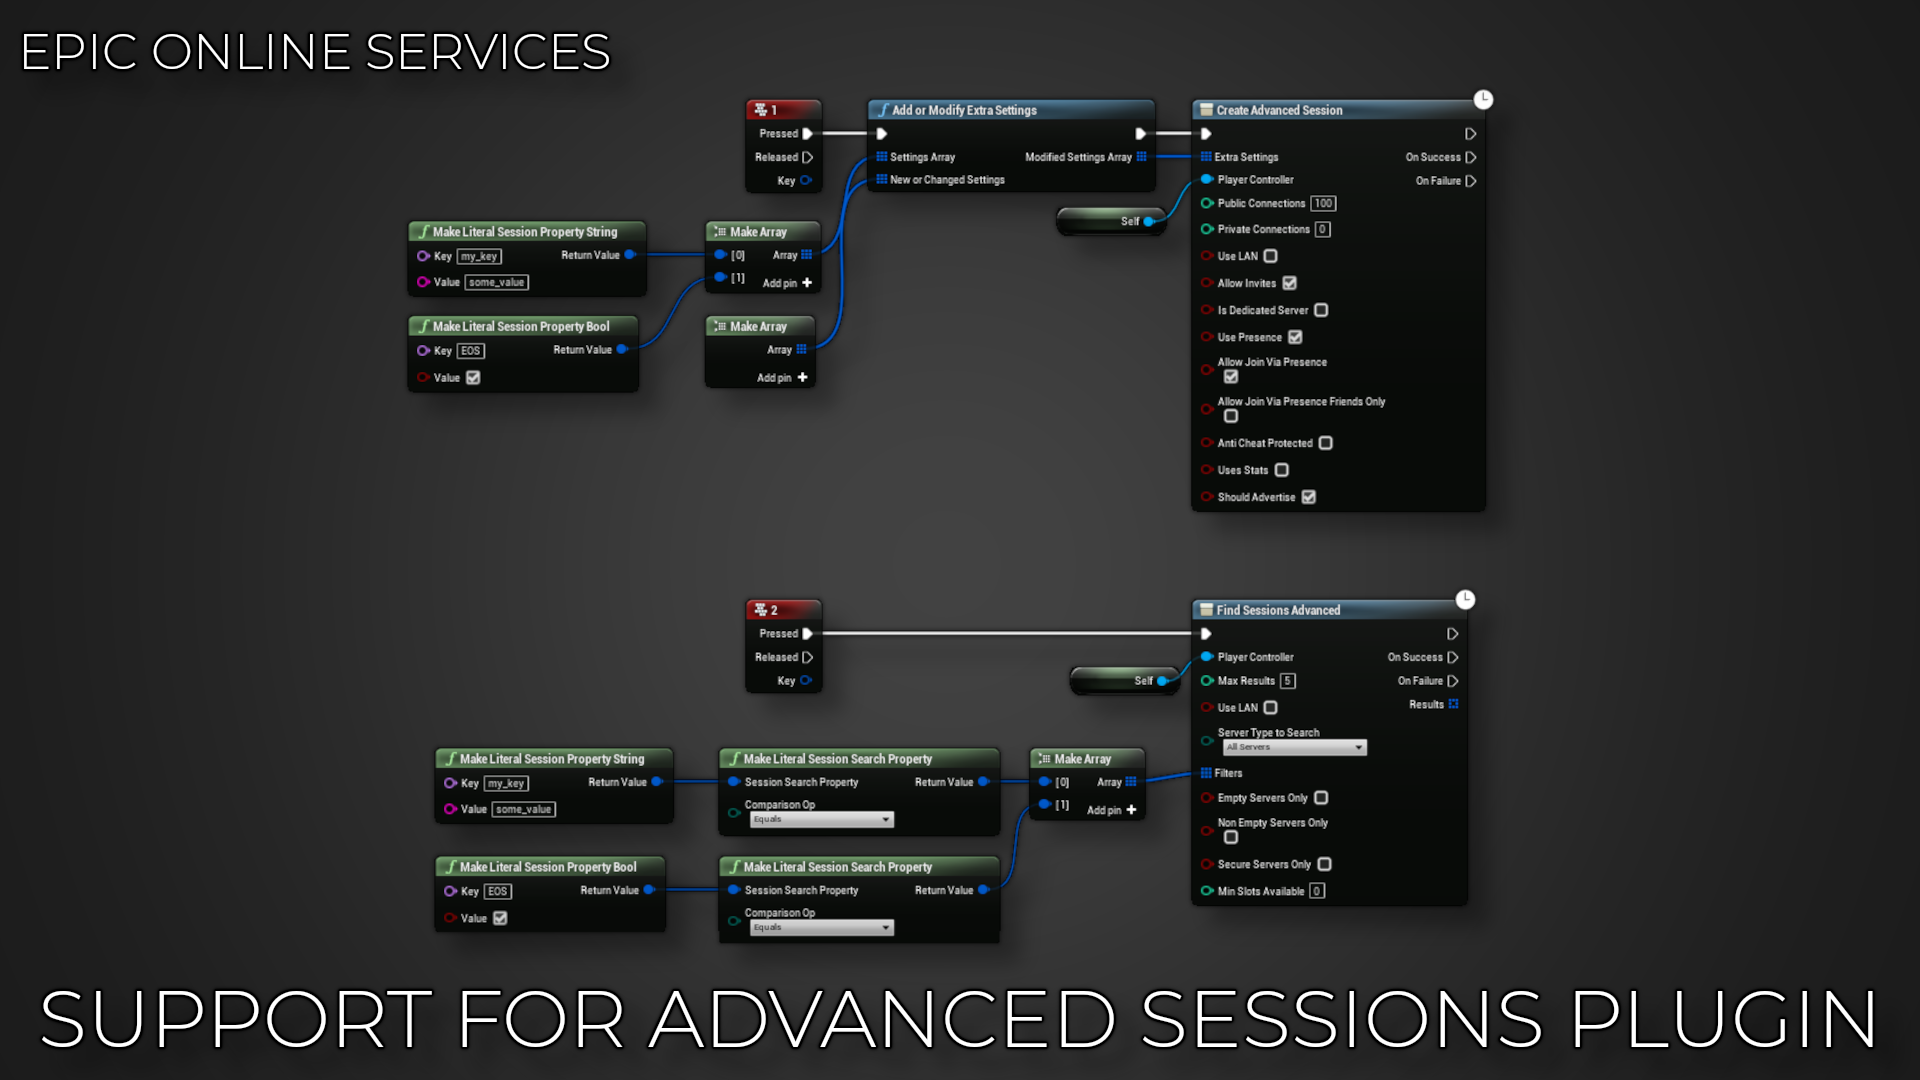 EPIC ONLINE SERVICES
1
Pressed
Released
Key
Add or Modify Extra Settings
Settings Array
Modified Settings Array
New or Changed Settings
Self
Create Advanced Session
Extra Settings
On Success
Player Controller
On Failure
Public Connections 100
Private Connections 0
Use LAN
Allow Invites
Is Dedicated Server
Use Presence
Allow Join Via Presence
Allow Join Via Presence Friends Only
Anti Cheat Protected
Uses Stats
Should Advertise
Make Literal Session Property String
Key my_key
Return Value
Value some_value
Make Literal Session Property Bool
Key EOS
Return Value
Value
Make Array
[0]
Array
[1]
Add pin
Make Array
Array
Add pin
2
Pressed
Released
Key
Self
Find Sessions Advanced
Player Controller
On Success
Max Results 5
On Failure
Use LAN
Results
Server Type to Search
All Servers
Filters
Empty Servers Only
Non Empty Servers Only
Secure Servers Only
Min Slots Available 0
Make Literal Session Property String
Key my_key
Return Value
Value some_value
Make Literal Session Search Property
Session Search Property
Return Value
Comparison Op
Equals
Make Array
[0]
Array
[1]
Add pin
Make Literal Session Property Bool
Key EOS
Return Value
Value
Make Literal Session Search Property
Session Search Property
Return Value
Comparison Op
Equals
SUPPORT FOR ADVANCED SESSIONS PLUGIN